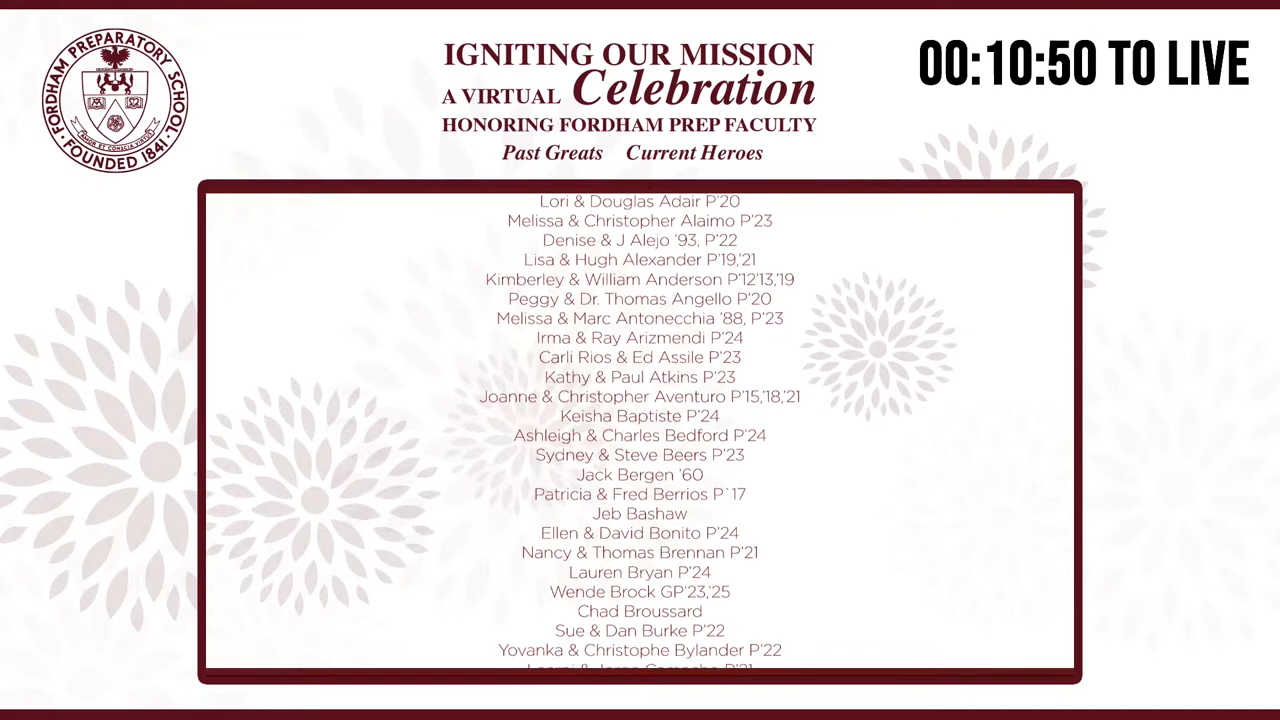 FORDHAM PREPARATORY SCHOOL
· FOUNDED 1841 ·
IGNITING OUR MISSION
A VIRTUAL Celebration
HONORING FORDHAM PREP FACULTY
Past Greats Current Heroes
00:10:50 TO LIVE
Lori & Douglas Adair P'20
Melissa & Christopher Alaimo P'23
Denise & J Alejo '93, P'22
Lisa & Hugh Alexander P'19,'21
Kimberley & William Anderson P'12'13,'19
Peggy & Dr. Thomas Angello P'20
Melissa & Marc Antonecchia '88, P'23
Irma & Ray Arizmendi P'24
Carli Rios & Ed Assile P'23
Kathy & Paul Atkins P'23
Joanne & Christopher Aventuro P'15,'18,'21
Keisha Baptiste P'24
Ashleigh & Charles Bedford P'24
Sydney & Steve Beers P'23
Jack Bergen '60
Patricia & Fred Berrios P`17
Jeb Bashaw
Ellen & David Bonito P'24
Nancy & Thomas Brennan P'21
Lauren Bryan P'24
Wende Brock GP'23,'25
Chad Broussard
Sue & Dan Burke P'22
Yovanka & Christophe Bylander P'22